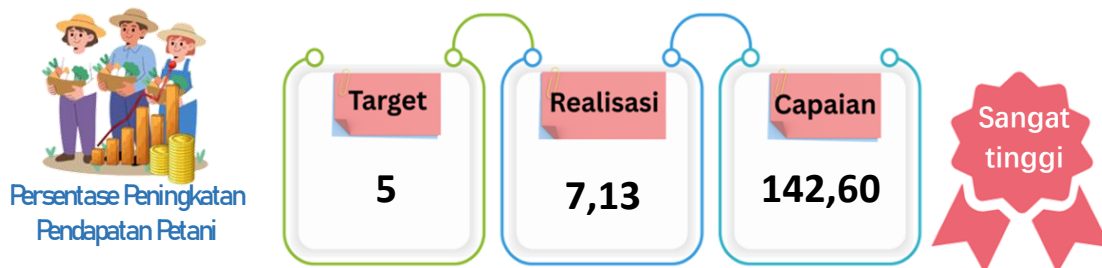 Persentase Peningkatan
Pendapatan Petani
Target
5
Realisasi
7,13
Capaian
142,60
Sangat
tinggi